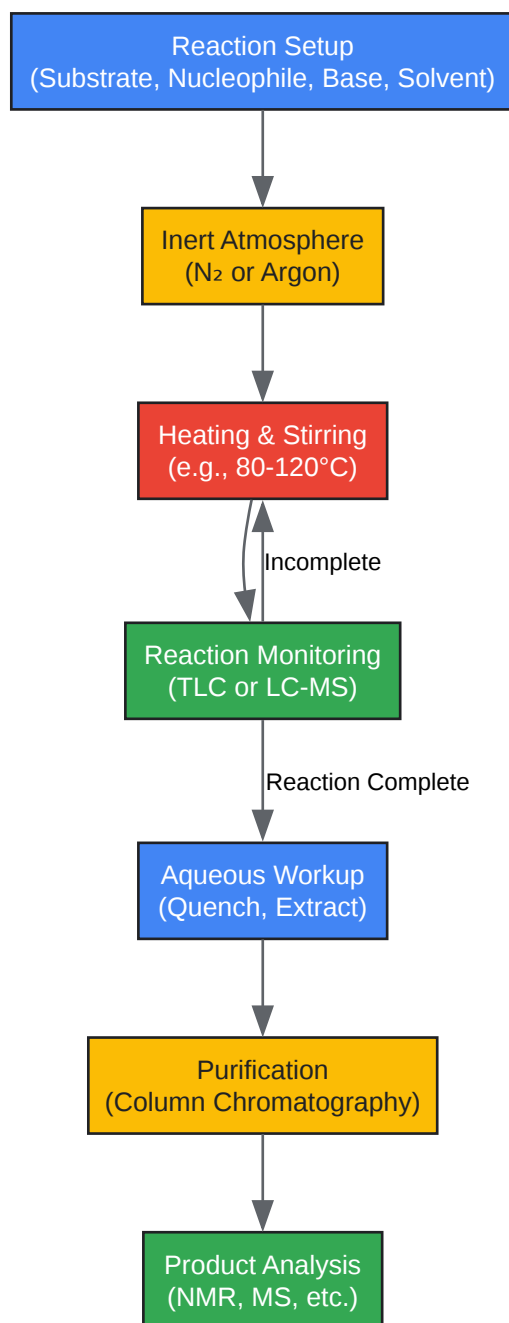 Reaction Setup
(Substrate, Nucleophile, Base, Solvent)
Inert Atmosphere
(N₂ or Argon)
Heating & Stirring
(e.g., 80-120°C)
Incomplete
Reaction Monitoring
(TLC or LC-MS)
Reaction Complete
Aqueous Workup
(Quench, Extract)
Purification
(Column Chromatography)
Product Analysis
(NMR, MS, etc.)